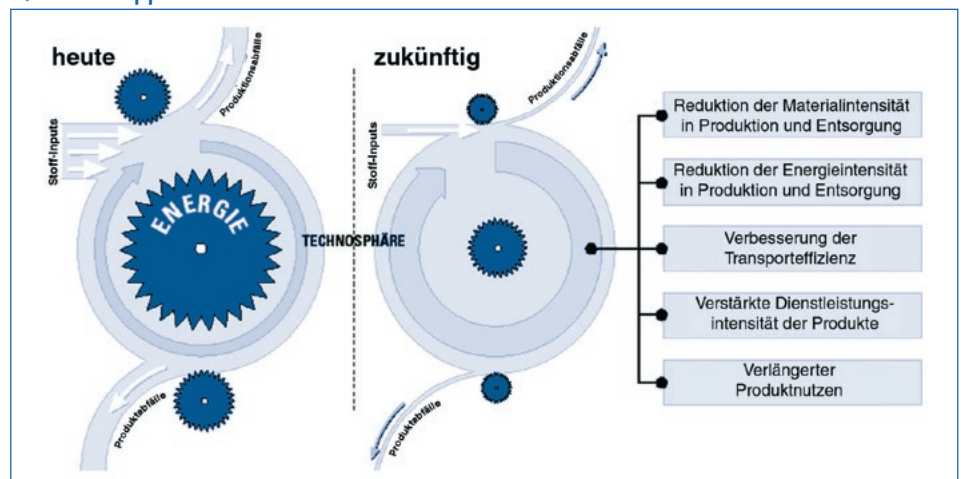 heute
Produktionsabfälle
Stoff-Inputs
ENERGIE
Produktabfälle
TECHNOSPHÄRE
zukünftig
Produktionsabfälle
Stoff-Inputs
Produktabfälle
Reduktion der Materialintensität
in Produktion und Entsorgung
Reduktion der Energieintensität
in Produktion und Entsorgung
Verbesserung der
Transporteffizienz
Verstärkte Dienstleistungs-
intensität der Produkte
Verlängerter
Produktnutzen